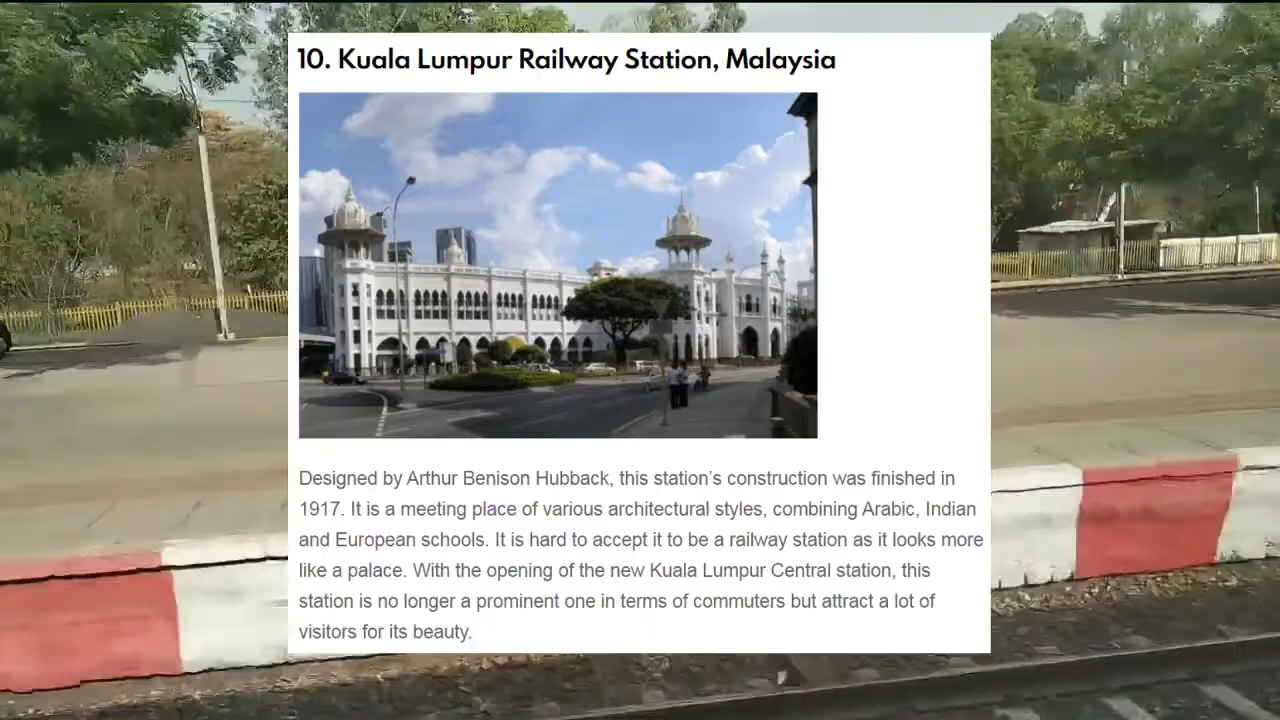 10. Kuala Lumpur Railway Station, Malaysia
Designed by Arthur Benison Hubback, this station's construction was finished in
1917. It is a meeting place of various architectural styles, combining Arabic, Indian
and European schools. It is hard to accept it to be a railway station as it looks more
like a palace. With the opening of the new Kuala Lumpur Central station, this
station is no longer a prominent one in terms of commuters but attract a lot of
visitors for its beauty.